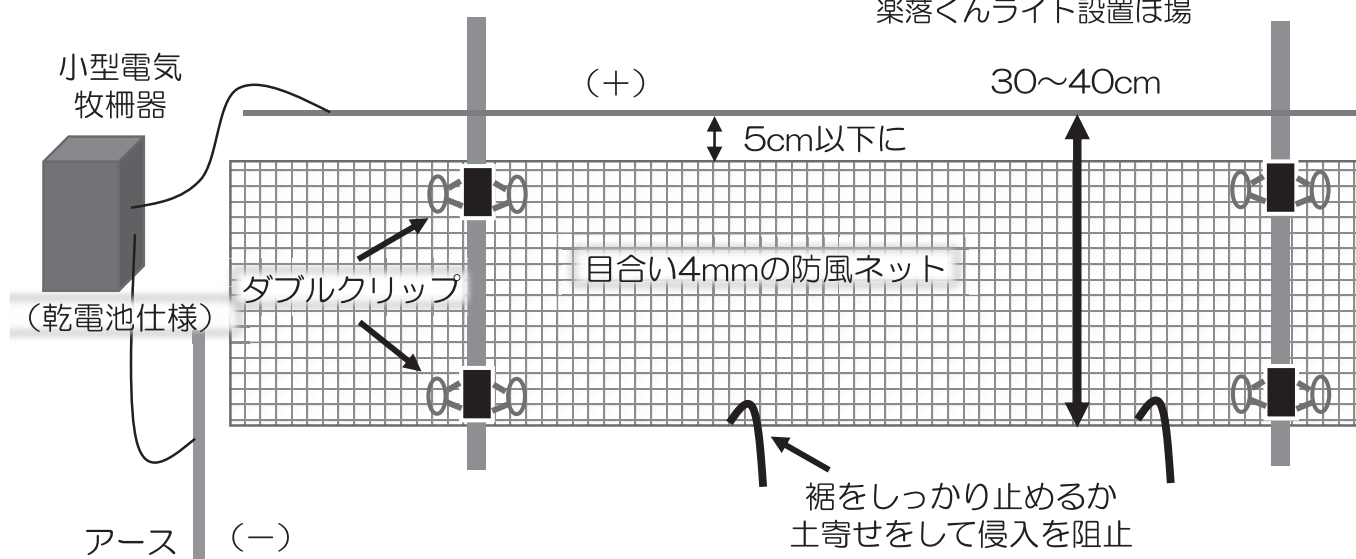 楽落くんライト設置ほ場
小型電気
牧柵器
(+)
30〜40cm
5cm以下に
ダブルクリップ
目合い4mmの防風ネット
(乾電池仕様)
裾をしっかり止めるか
土寄せをして侵入を阻止
アース
(−)